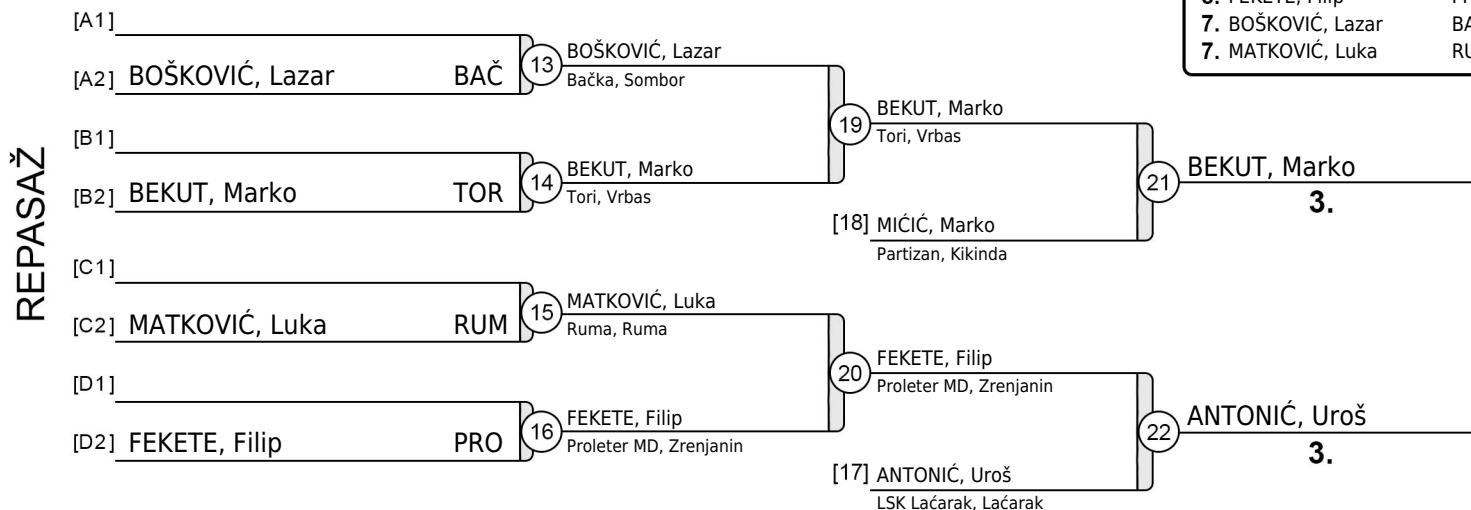 7. BOŠKOVIĆ, Lazar
7. MATKOVIĆ, Luka
REPASAŽ
[A1]
[A2] BOŠKOVIĆ, Lazar BAČ
13
BOŠKOVIĆ, Lazar
Bačka, Sombor
[B1]
[B2] BEKUT, Marko TOR
14
BEKUT, Marko
Tori, Vrbas
19
BEKUT, Marko
Tori, Vrbas
[18] MIĆIĆ, Marko
Partizan, Kikinda
21
BEKUT, Marko
3.
[C1]
[C2] MATKOVIĆ, Luka RUM
15
MATKOVIĆ, Luka
Ruma, Ruma
[D1]
[D2] FEKETE, Filip PRO
16
FEKETE, Filip
Proleter MD, Zrenjanin
20
FEKETE, Filip
Proleter MD, Zrenjanin
[17] ANTONIĆ, Uroš
LSK Laćarak, Laćarak
22
ANTONIĆ, Uroš
3.